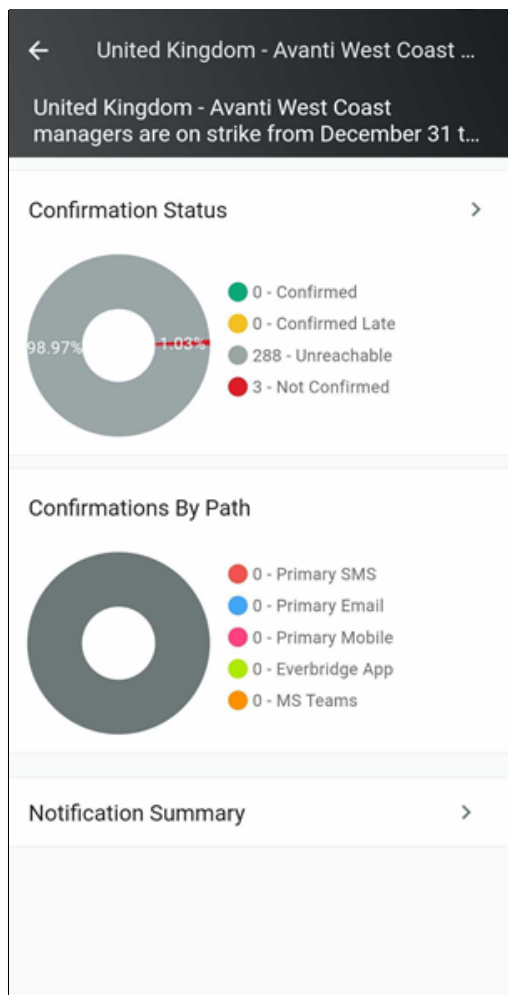 United Kingdom - Avanti West Coast ...
United Kingdom - Avanti West Coast
managers are on strike from December 31 t...
Confirmation Status
98.97%
1.03%
0 - Confirmed
0 - Confirmed Late
288 - Unreachable
3 - Not Confirmed
Confirmations By Path
0 - Primary SMS
0 - Primary Email
0 - Primary Mobile
0 - Everbridge App
0 - MS Teams
Notification Summary